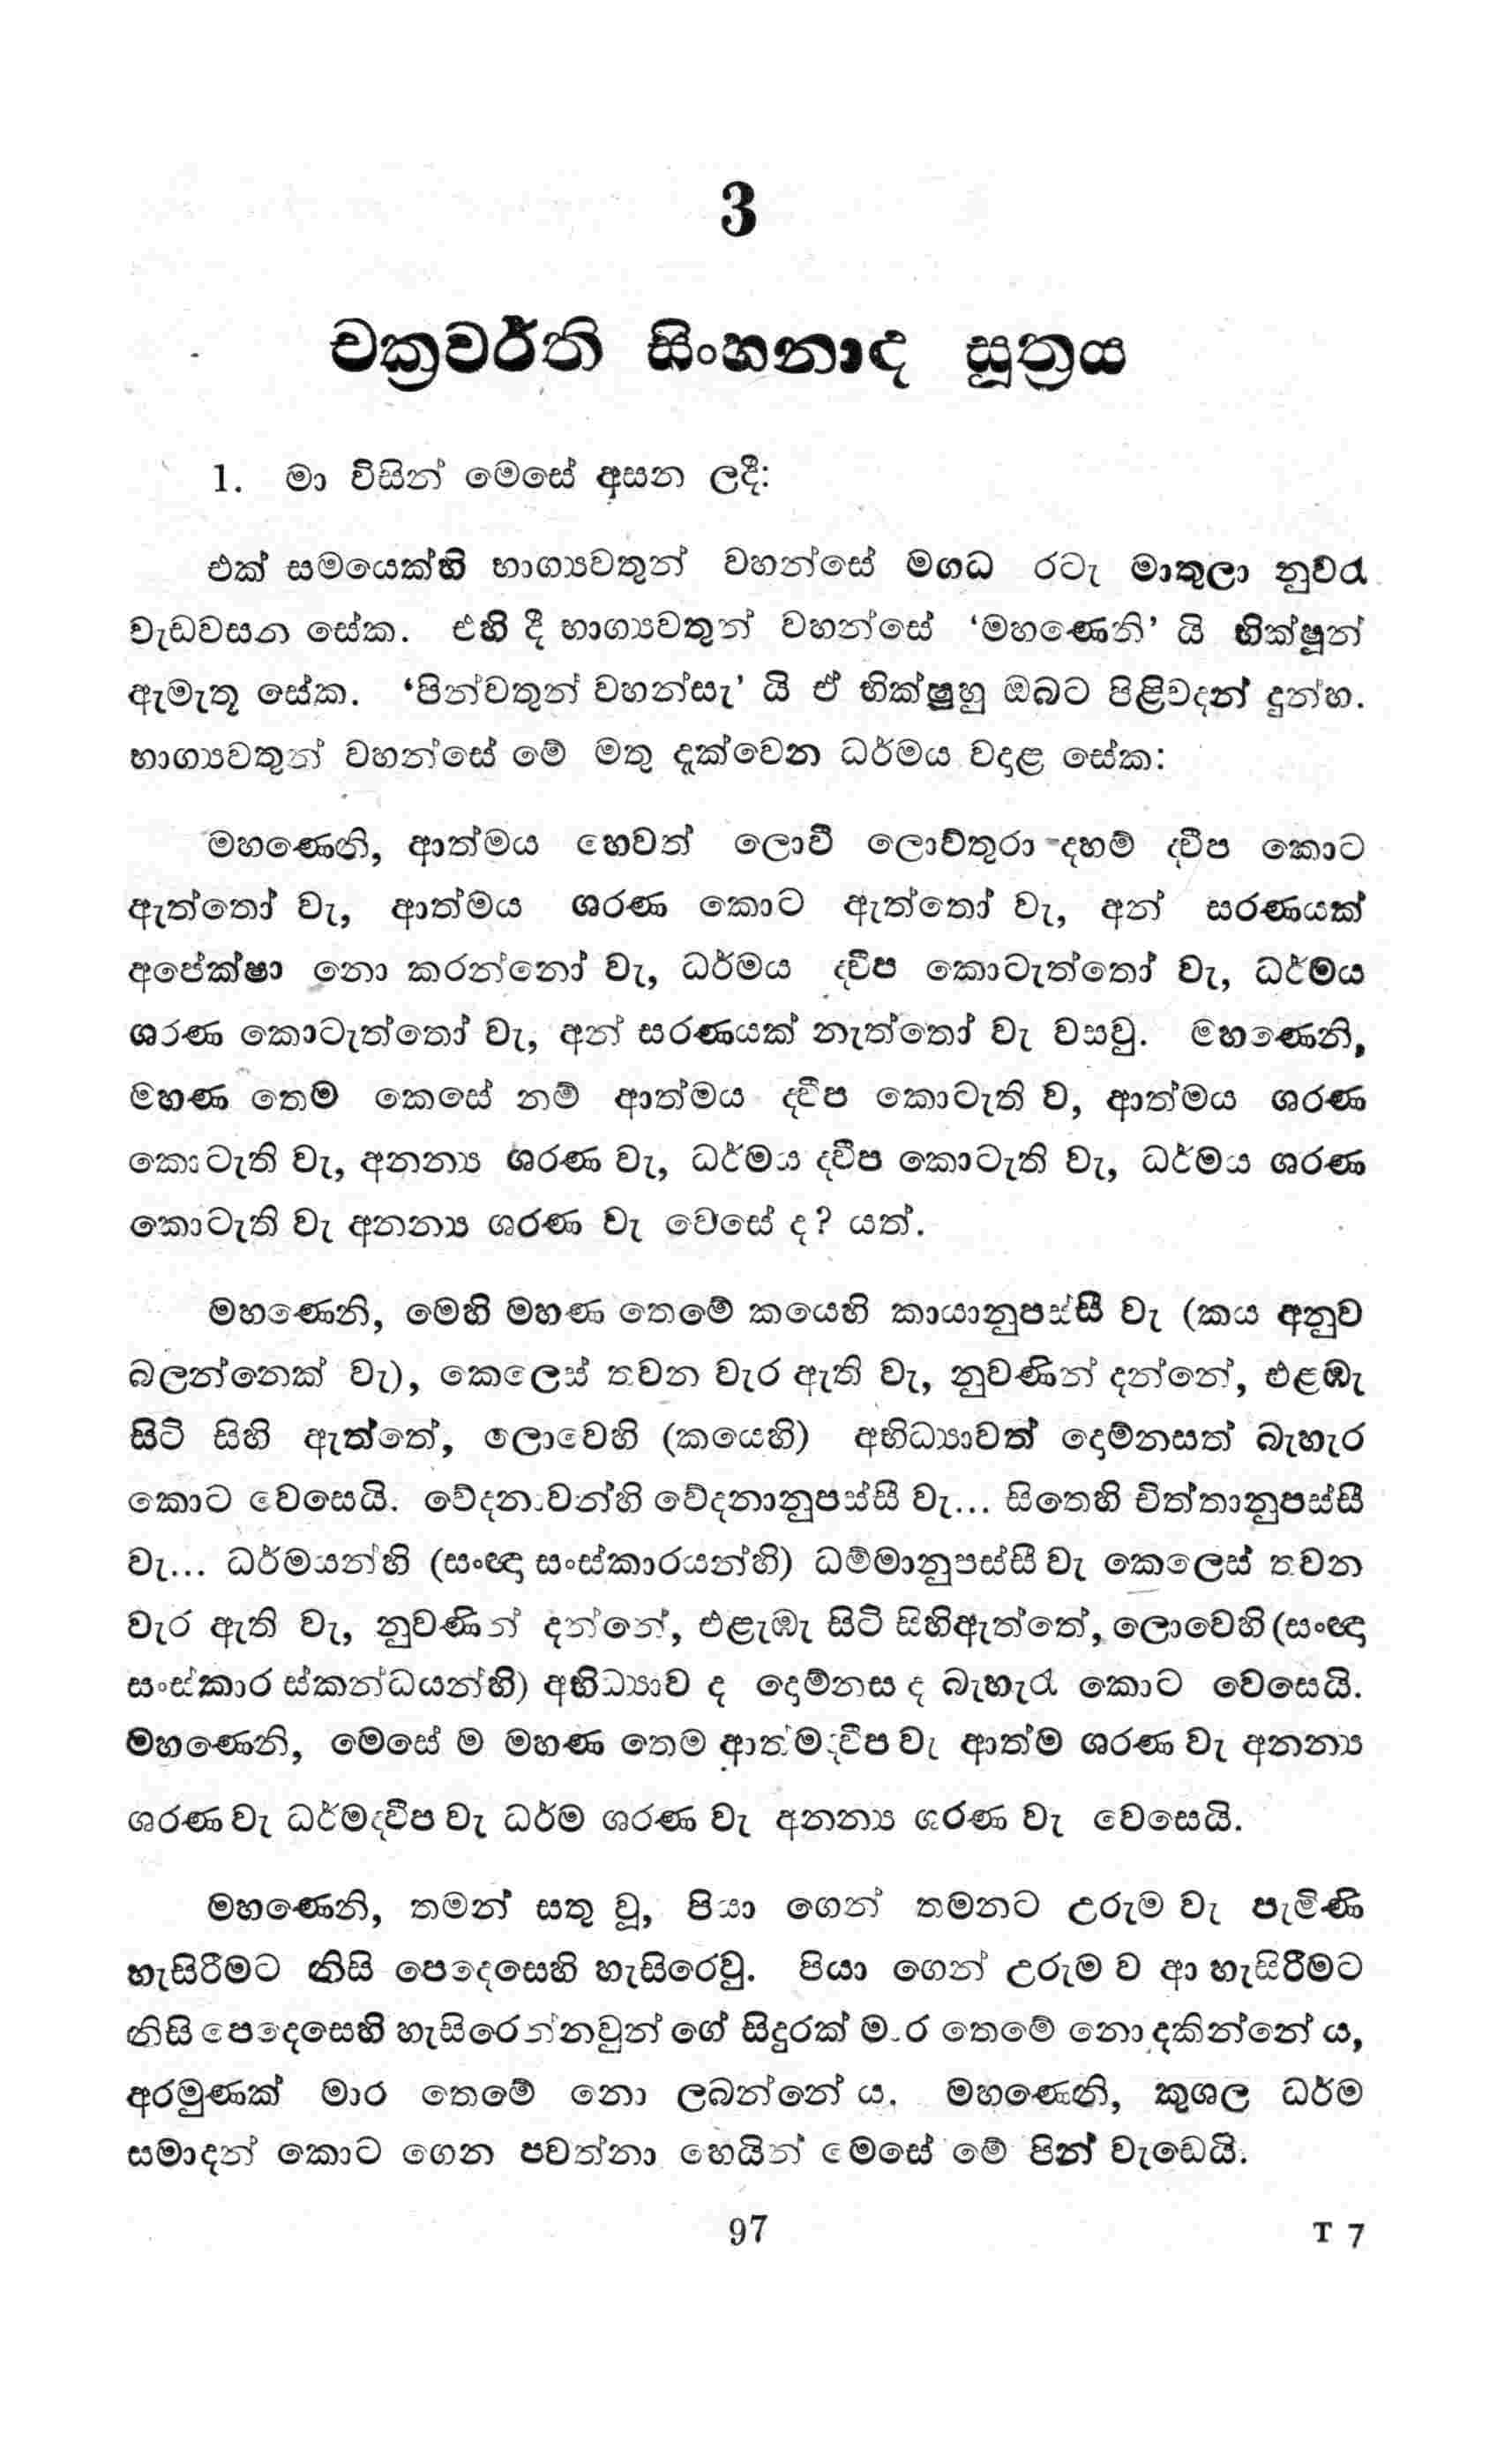 3
චක්‍රවර්ති සිංහනාද සූත්‍රය
1. මා විසින් මෙසේ අසන ලදී:
එක් සමයෙක්හි භාග්‍යවතුන් වහන්සේ මගධ රටැ මාතුලා නුවරැ
වැඩවසන සේක. එහි දී භාග්‍යවතුන් වහන්සේ ‘මහණෙනි’ යි භික්ෂූන්
ඇමැතූ සේක. ‘පින්වතුන් වහන්සැ’ යි ඒ භික්ෂුහු ඔබට පිළිවදන් දුන්හ.
භාග්‍යවතුන් වහන්සේ මේ මතු දැක්වෙන ධර්මය වදාළ සේක:
මහණෙනි, ආත්මය හෙවත් ලොවී ලොව්තුරා දහම් ද්වීප කොට
ඇත්තෝ වැ, ආත්මය ශරණ කොට ඇත්තෝ වැ, අන් සරණයක්
අපේක්ෂා නො කරන්නෝ වැ, ධර්මය ද්වීප කොටැත්තෝ වැ, ධර්මය
ශරණ කොටැත්තෝ වැ, අන් සරණයක් නැත්තෝ වැ වසවු. මහණෙනි,
මහණ තෙම කෙසේ නම් ආත්මය ද්වීප කොටැති ව, ආත්මය ශරණ
කොටැති වැ, අනන්‍ය ශරණ වැ, ධර්මය ද්වීප කොටැති වැ, ධර්මය ශරණ
කොටැති වැ අනන්‍ය ශරණ වැ වෙසේ ද? යත්.
මහණෙනි, මෙහි මහණ තෙමේ කයෙහි කායානුපස්සී වැ (කය අනුව
බලන්නෙක් වැ), කෙලෙස් තවන වැර ඇති වැ, නුවණින් දන්නේ, එළඹැ
සිටි සිහි ඇත්තේ, ලොවෙහි (කයෙහි) අභිධ්‍යාවත් දොම්නසත් බැහැර
කොට වෙසෙයි. වේදනාවන්හි වේදනානුපස්සී වැ... සිතෙහි චිත්තානුපස්සී
වැ... ධර්මයන්හි (සංඥා සංස්කාරයන්හි) ධම්මානුපස්සී වැ කෙලෙස් තවන
වැර ඇති වැ, නුවණින් දන්නේ, එළැඹැ සිටි සිහිඇත්තේ, ලොවෙහි (සංඥා
සංස්කාර ස්කන්ධයන්හි) අභිධ්‍යාව ද දොම්නස ද බැහැරැ කොට වෙසෙයි.
මහණෙනි, මෙසේ ම මහණ තෙම ආත්මද්වීප වැ ආත්ම ශරණ වැ අනන්‍ය
ශරණ වැ ධර්මද්වීප වැ ධර්ම ශරණ වැ අනන්‍ය ශරණ වැ වෙසෙයි.
මහණෙනි, තමන් සතු වූ, පියා ගෙන් තමනට උරුම වැ පැමිණි
හැසිරීමට නිසි පෙදෙසෙහි හැසිරෙවු. පියා ගෙන් උරුම ව ආ හැසිරීමට
නිසි පෙදෙසෙහි හැසිරෙන්නවුන් ගේ සිදුරක් මාර තෙමේ නො දකින්නේ ය,
අරමුණක් මාර තෙමේ නො ලබන්නේ ය. මහණෙනි, කුශල ධර්ම
සමාදන් කොට ගෙන පවත්නා හෙයින් මෙසේ මේ පින් වැඩෙයි.
97 T 7